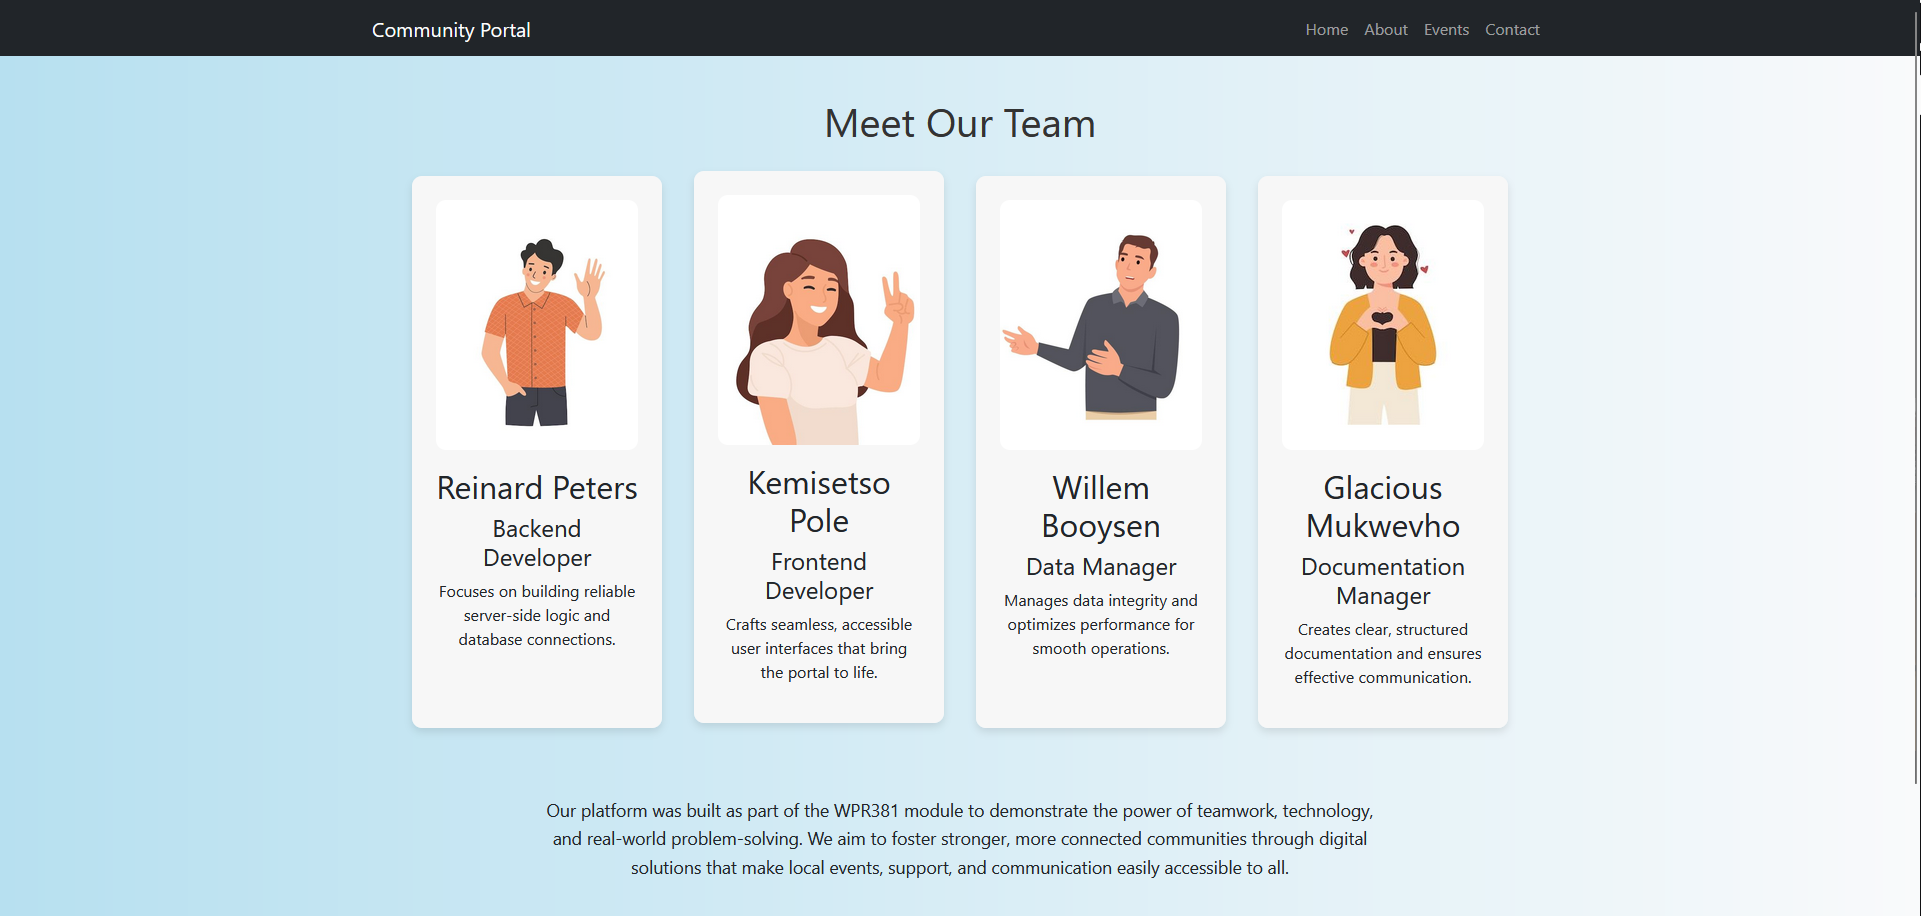 Community Portal
Home About Events Contact
Meet Our Team
Reinard Peters
Backend
Developer
Focuses on building reliable
server-side logic and
database connections.
Kemisetso
Pole
Frontend
Developer
Crafts seamless, accessible
user interfaces that bring
the portal to life.
Willem
Booysen
Data Manager
Manages data integrity and
optimizes performance for
smooth operations.
Glacious
Mukwevho
Documentation
Manager
Creates clear, structured
documentation and ensures
effective communication.
Our platform was built as part of the WPR381 module to demonstrate the power of teamwork, technology,
and real-world problem-solving. We aim to foster stronger, more connected communities through digital
solutions that make local events, support, and communication easily accessible to all.